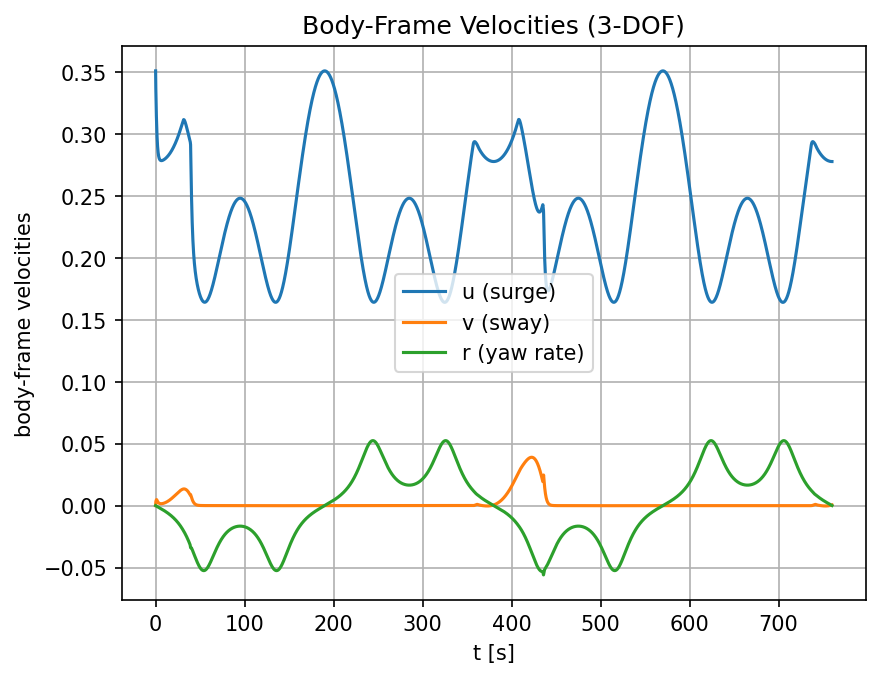 Body-Frame Velocities (3-DOF)
body-frame velocities
0.35
0.30
0.25
0.20
0.15
0.10
0.05
0.00
−0.05
u (surge)
v (sway)
r (yaw rate)
0 100 200 300 400 500 600 700
t [s]